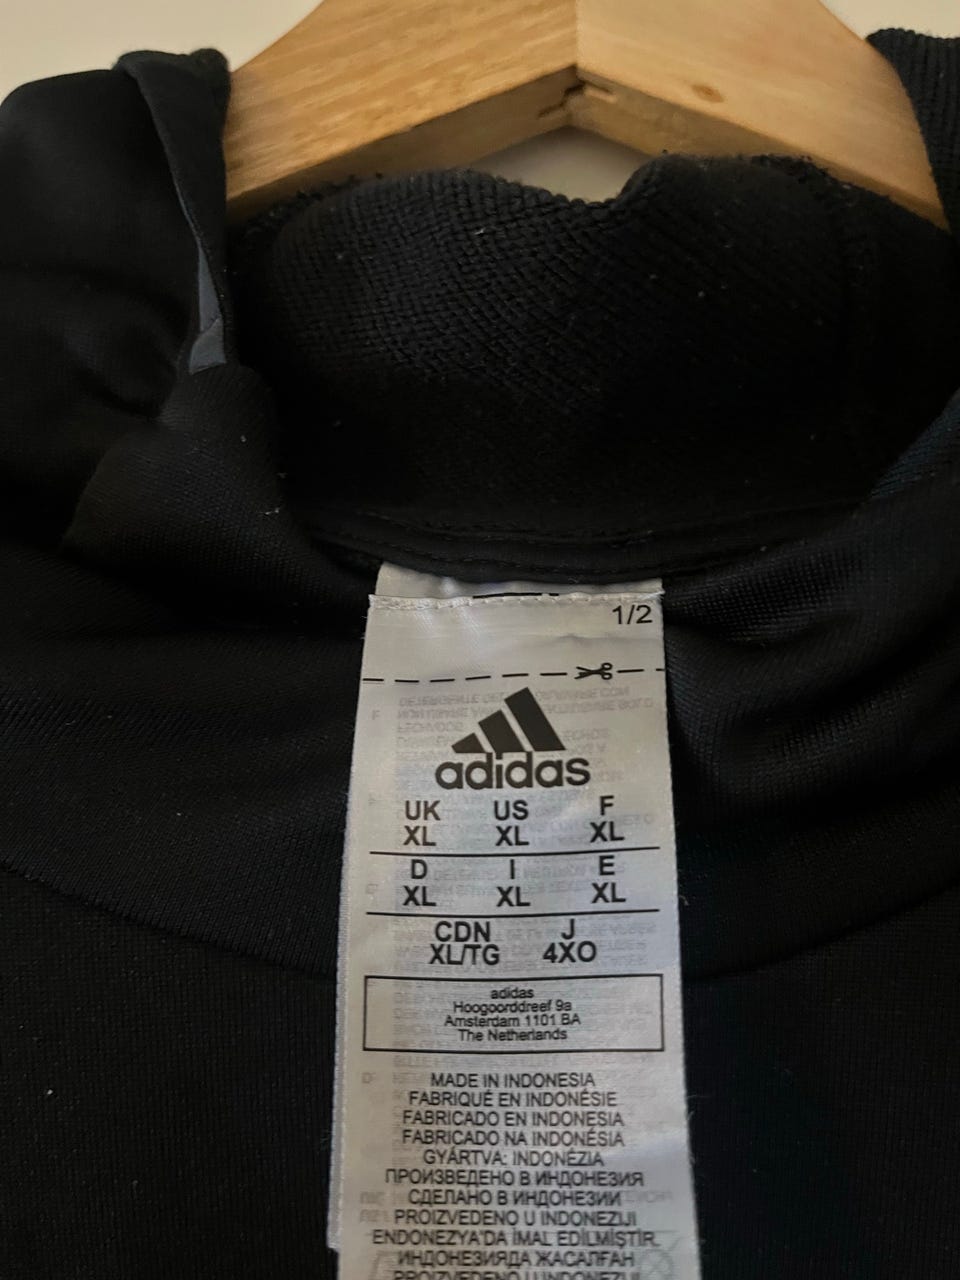 1/2
adidas
UK US F
XL XL XL
D I E
XL XL XL
CDN J
XL/TG 4XO
adidas
Hoogoorddreef 9a
Amsterdam 1101 BA
The Netherlands
MADE IN INDONESIA
FABRIQUÉ EN INDONÉSIE
FABRICADO EN INDONESIA
FABRICADO NA INDONÉSIA
GYÁRTVA: INDONÉZIA
ПРОИЗВЕДЕНО В ИНДОНЕЗИЯ
СДЕЛАНО В ИНДОНЕЗИИ
PROIZVEDENO U INDONEZIJI
ENDONEZYA'DA İMAL EDİLMİŞTİR.
ИНДОНЕЗИЯДА ЖАСАЛҒАН
PROIZVEDENO U INDONEZIJI